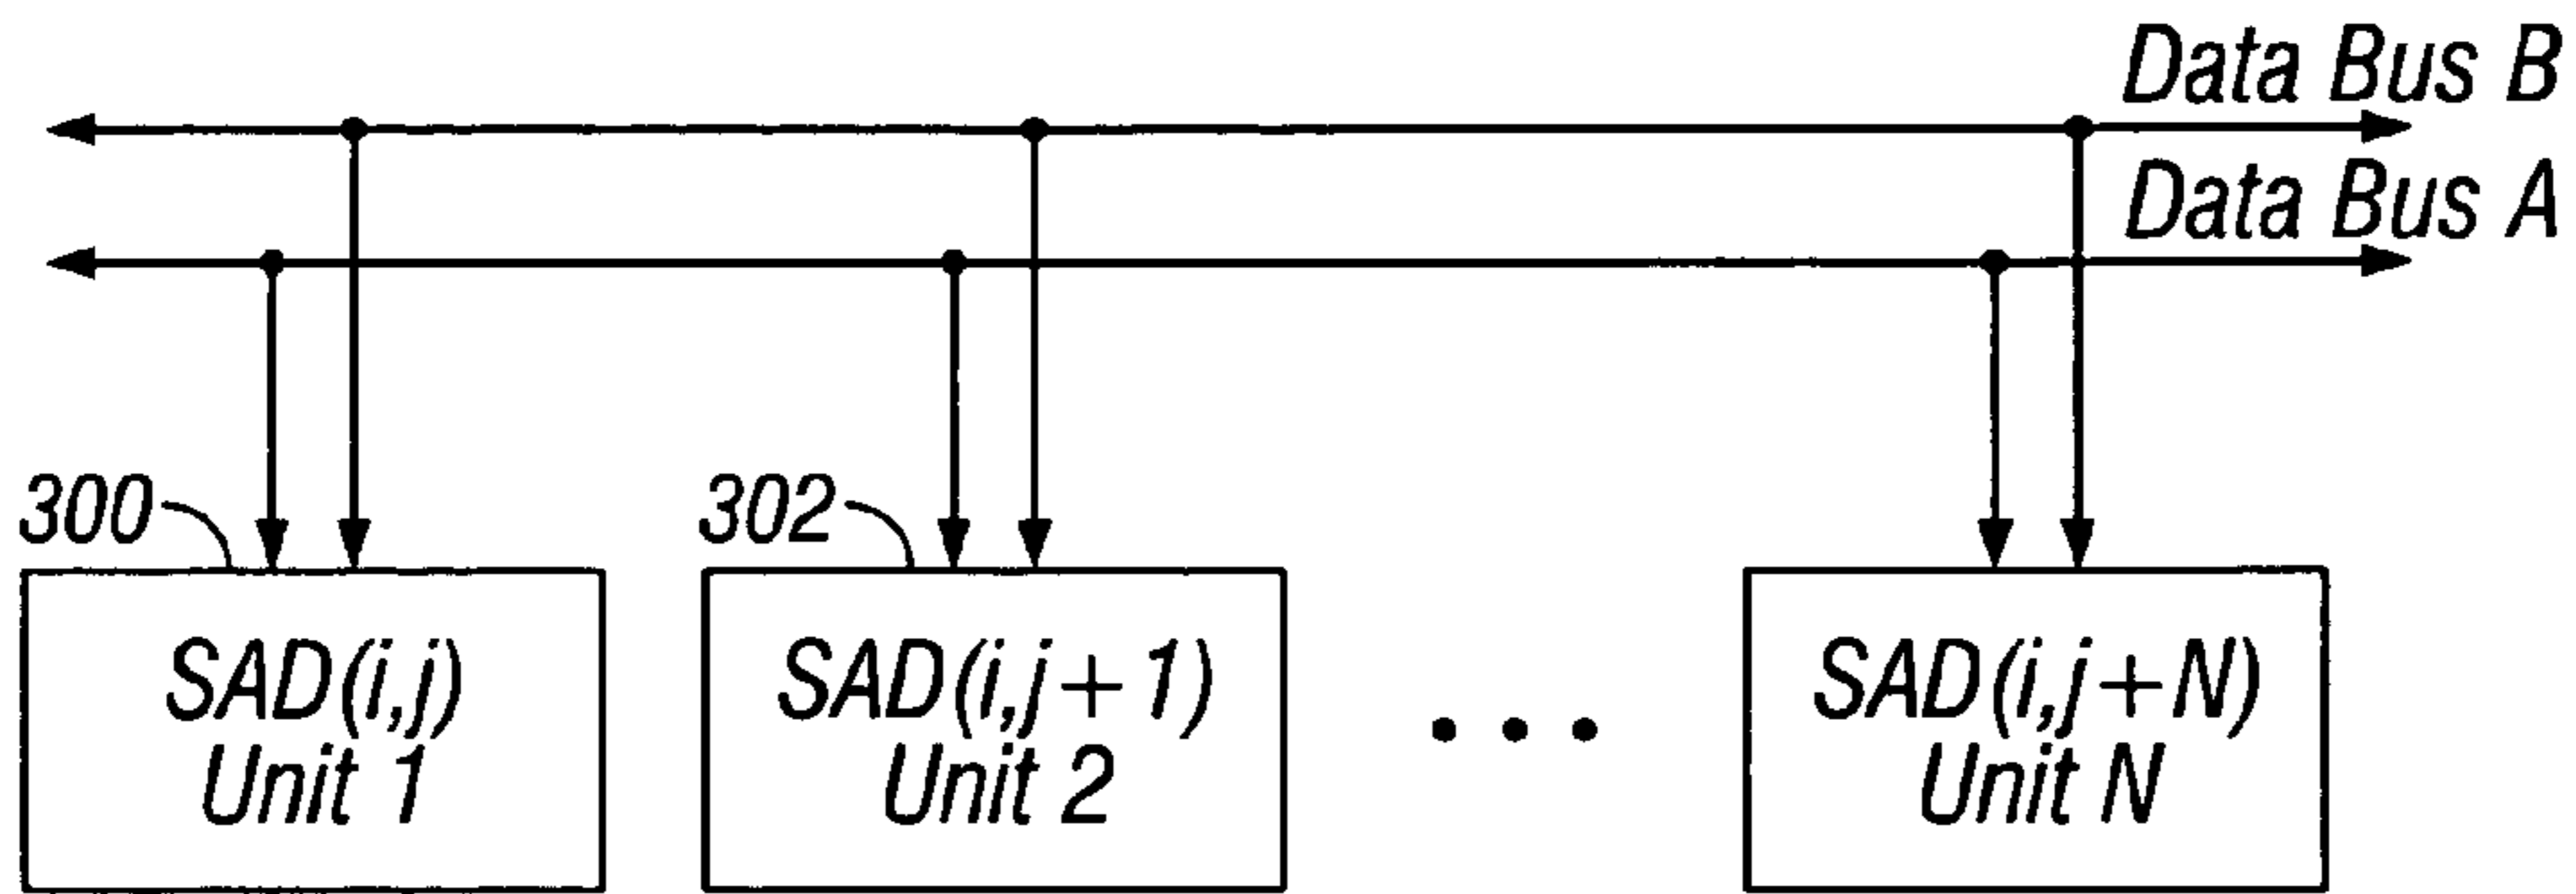 Data Bus B
Data Bus A
300
302
SAD(i,j)
Unit 1
SAD(i,j+1)
Unit 2
SAD(i,j+N)
Unit N